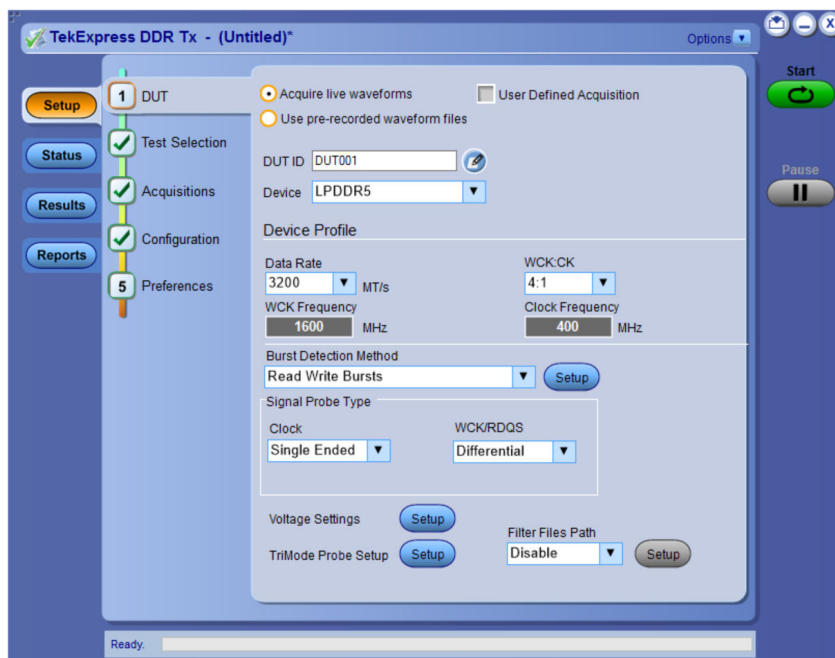 TekExpress DDR Tx - (Untitled)*
Options
Start
Pause
Setup
Status
Results
Reports
1 DUT
Test Selection
Acquisitions
Configuration
5 Preferences
Acquire live waveforms
User Defined Acquisition
Use pre-recorded waveform files
DUT ID DUT001
Device LPDDR5
Device Profile
Data Rate
WCK:CK
3200 MT/s
4:1
WCK Frequency
Clock Frequency
1600 MHz
400 MHz
Burst Detection Method
Read Write Bursts Setup
Signal Probe Type
Clock
WCK/RDQS
Single Ended
Differential
Voltage Settings Setup
Filter Files Path
TriMode Probe Setup Setup
Disable Setup
Ready.